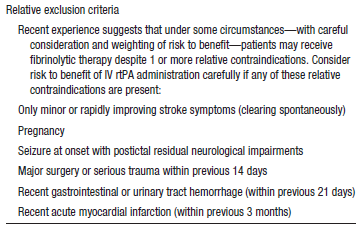 Relative exclusion criteria
Recent experience suggests that under some circumstances—with careful
consideration and weighting of risk to benefit—patients may receive
fibrinolytic therapy despite 1 or more relative contraindications. Consider
risk to benefit of IV rtPA administration carefully if any of these relative
contraindications are present:
Only minor or rapidly improving stroke symptoms (clearing spontaneously)
Pregnancy
Seizure at onset with postictal residual neurological impairments
Major surgery or serious trauma within previous 14 days
Recent gastrointestinal or urinary tract hemorrhage (within previous 21 days)
Recent acute myocardial infarction (within previous 3 months)